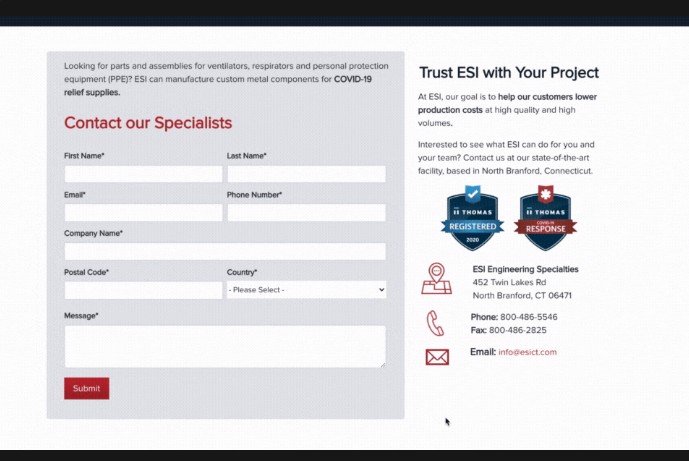 Looking for parts and assemblies for ventilators, respirators and personal protection
equipment (PPE)? ESI can manufacture custom metal components for COVID-19
relief supplies.
Contact our Specialists
First Name*
Last Name*
Email*
Phone Number*
Company Name*
Postal Code*
Country*
- Please Select -
Message*
Submit
Trust ESI with Your Project
At ESI, our goal is to help our customers lower
production costs at high quality and high
volumes.
Interested to see what ESI can do for you and
your team? Contact us at our state-of-the-art
facility, based in North Branford, Connecticut.
THOMAS
REGISTERED
2020
THOMAS
COVID-19
RESPONSE
ESI Engineering Specialties
452 Twin Lakes Rd
North Branford, CT 06471
Phone: 800-486-5546
Fax: 800-486-2825
Email: info@esict.com